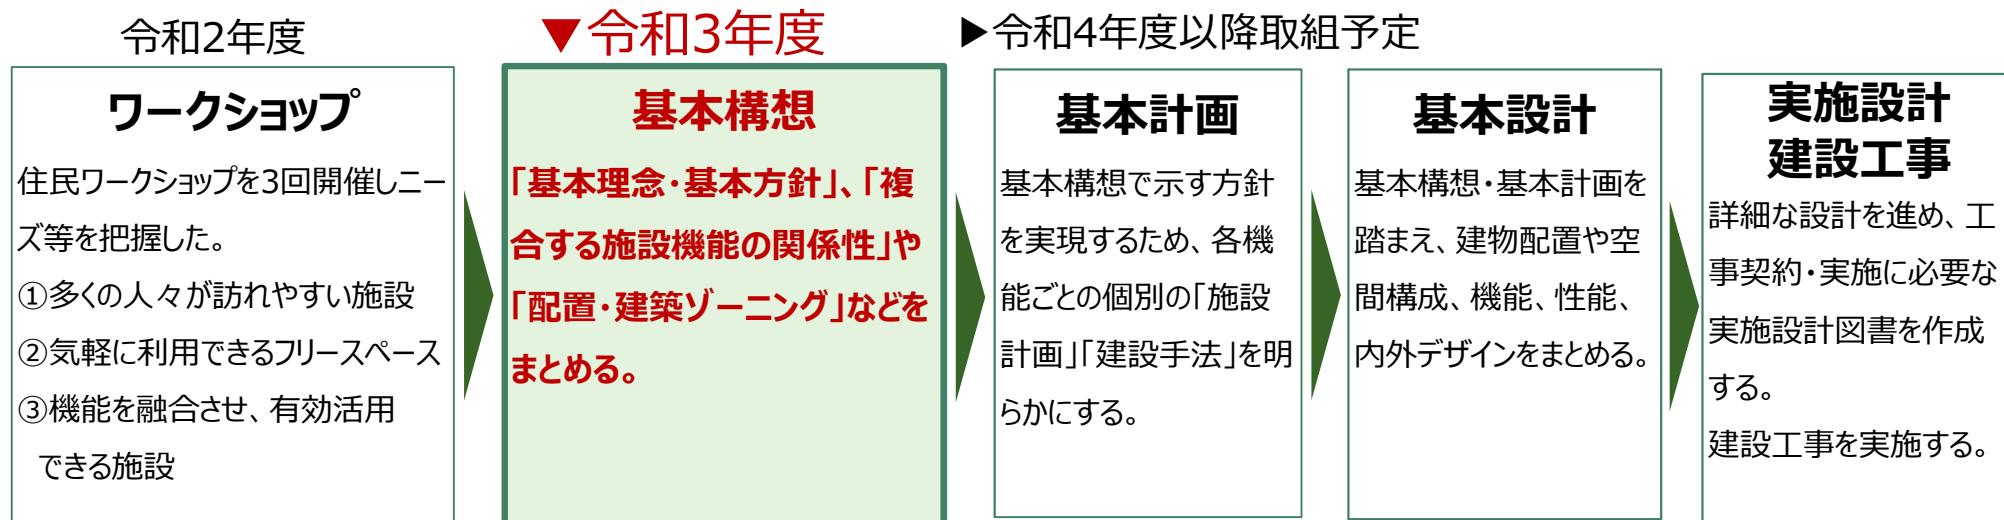 令和2年度
ワークショップ
住民ワークショップを3回開催しニー
ズ等を把握した。
①多くの人々が訪れやすい施設
②気軽に利用できるフリースペース
③機能を融合させ、有効活用
できる施設
▼令和3年度
基本構想
「基本理念・基本方針」、「複
合する施設機能の関係性」や
「配置・建築ゾーニング」などを
まとめる。
▶令和4年度以降取組予定
基本計画
基本構想で示す方針
を実現するため、各機
能ごとの個別の「施設
計画」「建設手法」を明
らかにする。
基本設計
基本構想・基本計画を
踏まえ、建物配置や空
間構成、機能、性能、
内外デザインをまとめる。
実施設計
建設工事
詳細な設計を進め、工
事契約・実施に必要な
実施設計図書を作成
する。
建設工事を実施する。